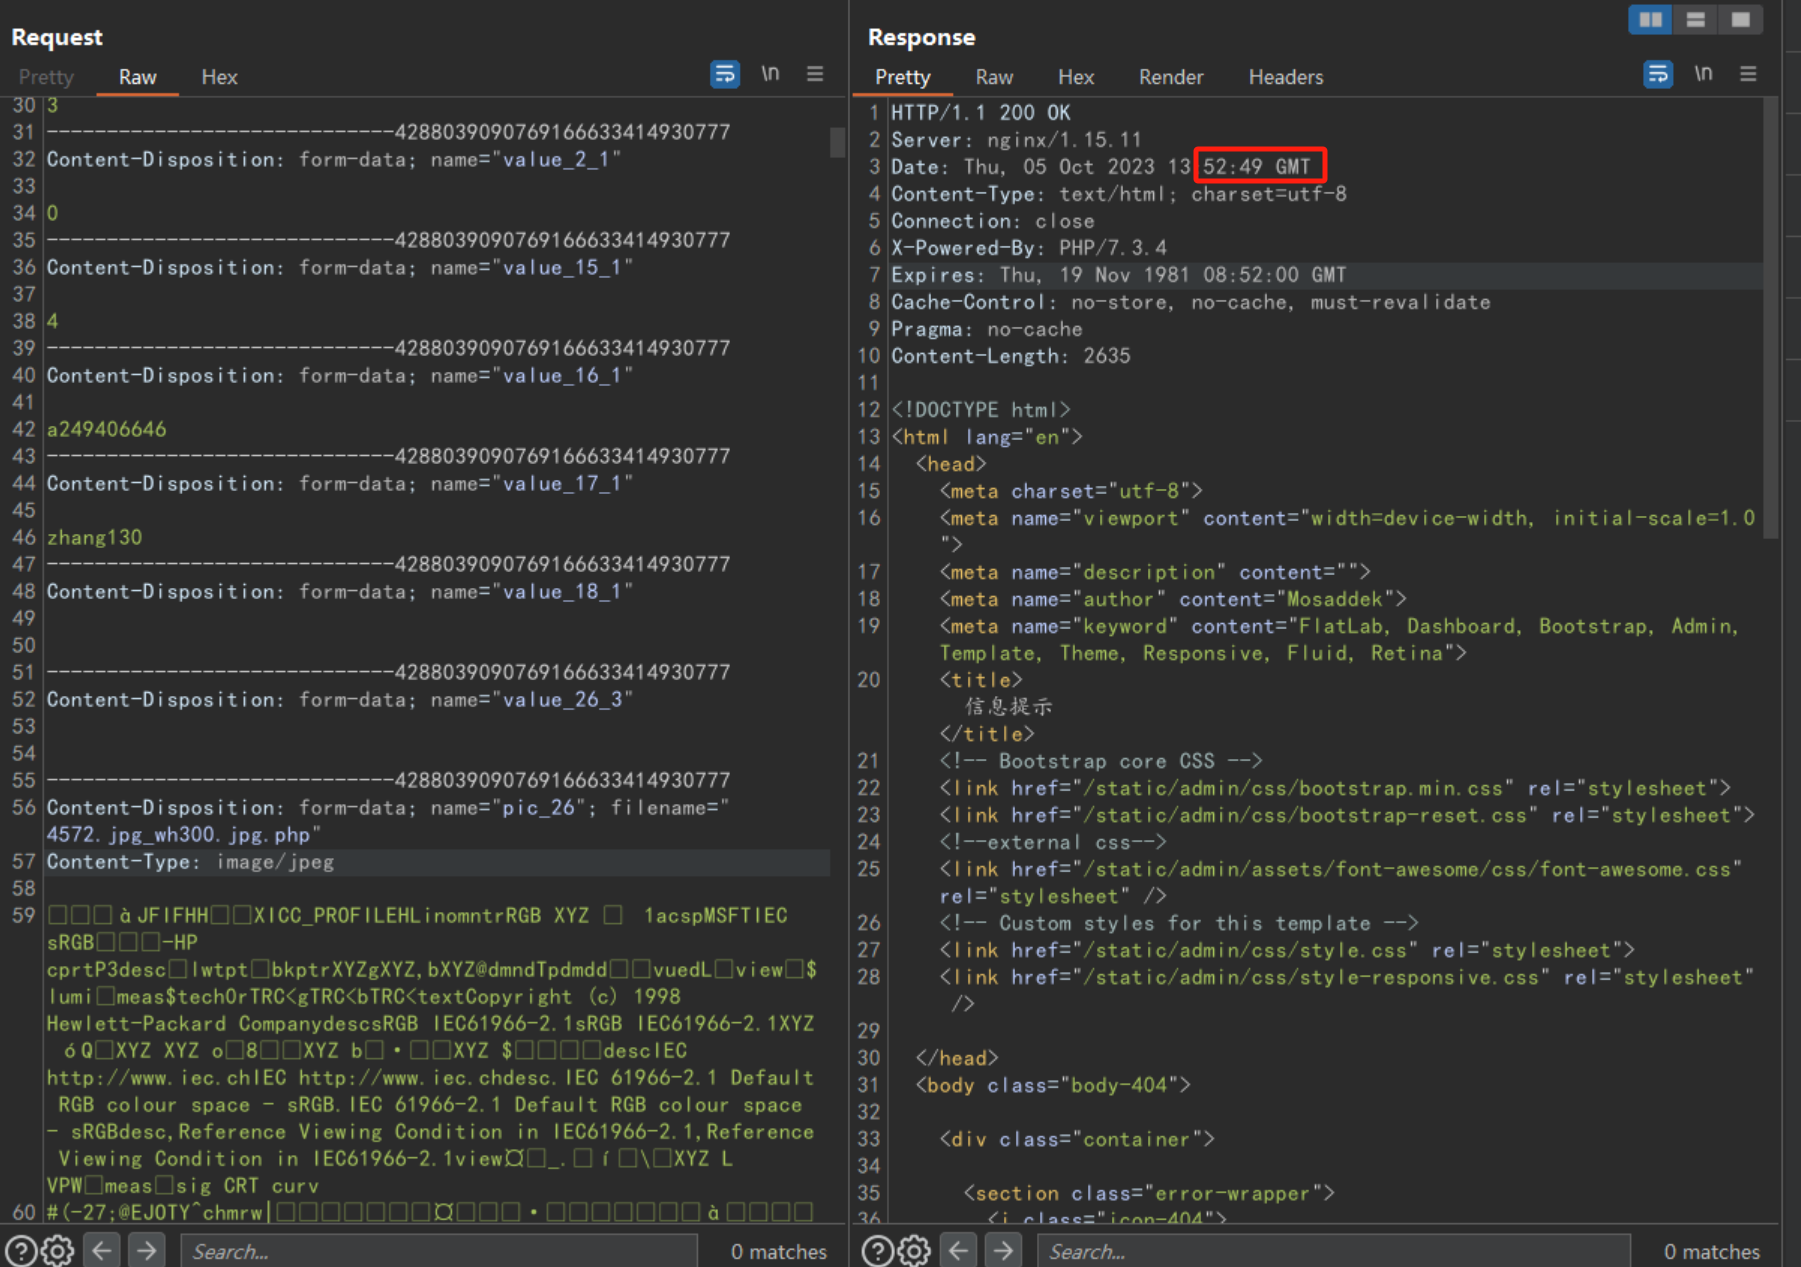 Request
Pretty Raw Hex \n
30 3
31 -----------------------------42880390907691666334149307​77
32 Content-Disposition: form-data; name="value_2_1"
33
34 0
35 -----------------------------4288039090769166633414930777
36 Content-Disposition: form-data; name="value_15_1"
37
38 4
39 -----------------------------4288039090769166633414930777
40 Content-Disposition: form-data; name="value_16_1"
41
42 a249406646
43 -----------------------------4288039090769166633414930777
44 Content-Disposition: form-data; name="value_17_1"
45
46 zhang130
47 -----------------------------4288039090769166633414930777
48 Content-Disposition: form-data; name="value_18_1"
49
50
51 -----------------------------4288039090769166633414930777
52 Content-Disposition: form-data; name="value_26_3"
53
54
55 -----------------------------4288039090769166633414930777
56 Content-Disposition: form-data; name="pic_26"; filename="
4572.jpg_wh300.jpg.php"
57 Content-Type: image/jpeg
58
59 □□□àJFIFHH□□XICC_PROFILEHLinomntrRGB XYZ □ 1acspMSFTIEC
sRGB□□□-HP
cprtP3desc□lwtpt□bkptrXYZgXYZ,bXYZ@dmndTpdmdd□□vuedL□view□$
lumi□meas$tech0rTRC<gTRC<bTRC<textCopyright (c) 1998
Hewlett-Packard CompanydescsRGB IEC61966-2.1sRGB IEC61966-2.1XYZ
óQ□XYZ XYZ o□8□□XYZ b□·□□XYZ $□□□□descIEC
http://www.iec.chIEC http://www.iec.chdesc.IEC 61966-2.1 Default
RGB colour space - sRGB.IEC 61966-2.1 Default RGB colour space
- sRGBdesc,Reference Viewing Condition in IEC61966-2.1,Reference
Viewing Condition in IEC61966-2.1view¤□_.□í□\□XYZ L
VPW□meas□sig CRT curv
60 #(-27;@EJOTY^chmrw|□□□□□□□¤□□□·□□□□□□□à□□□□
Search... 0 matches
Response
Pretty Raw Hex Render Headers \n
1 HTTP/1.1 200 OK
2 Server: nginx/1.15.11
3 Date: Thu, 05 Oct 2023 13:52:49 GMT
4 Content-Type: text/html; charset=utf-8
5 Connection: close
6 X-Powered-By: PHP/7.3.4
7 Expires: Thu, 19 Nov 1981 08:52:00 GMT
8 Cache-Control: no-store, no-cache, must-revalidate
9 Pragma: no-cache
10 Content-Length: 2635
11
12 <!DOCTYPE html>
13 <html lang="en">
14 <head>
15 <meta charset="utf-8">
16 <meta name="viewport" content="width=device-width, initial-scale=1.0
">
17 <meta name="description" content="">
18 <meta name="author" content="Mosaddek">
19 <meta name="keyword" content="FlatLab, Dashboard, Bootstrap, Admin,
Template, Theme, Responsive, Fluid, Retina">
20 <title>
信息提示
</title>
21 <!-- Bootstrap core CSS -->
22 <link href="/static/admin/css/bootstrap.min.css" rel="stylesheet">
23 <link href="/static/admin/css/bootstrap-reset.css" rel="stylesheet">
24 <!--external css-->
25 <link href="/static/admin/assets/font-awesome/css/font-awesome.css"
rel="stylesheet" />
26 <!-- Custom styles for this template -->
27 <link href="/static/admin/css/style.css" rel="stylesheet">
28 <link href="/static/admin/css/style-responsive.css" rel="stylesheet"
/>
29
30 </head>
31 <body class="body-404">
32
33 <div class="container">
34
35 <section class="error-wrapper">
36 <i class="icon-404">
Search... 0 matches